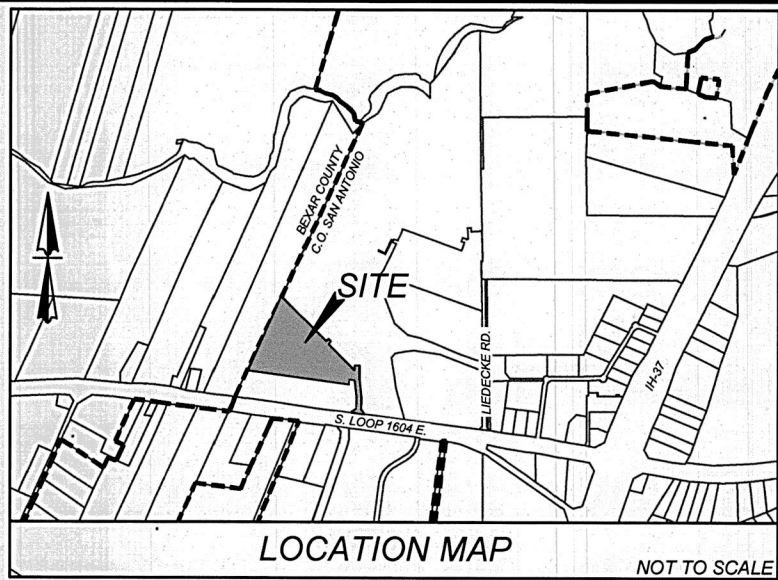 BEXAR COUNTY
C.O. SAN ANTONIO
SITE
LIEDECKE RD.
IH-37
S. LOOP 1604 E.
LOCATION MAP
NOT TO SCALE